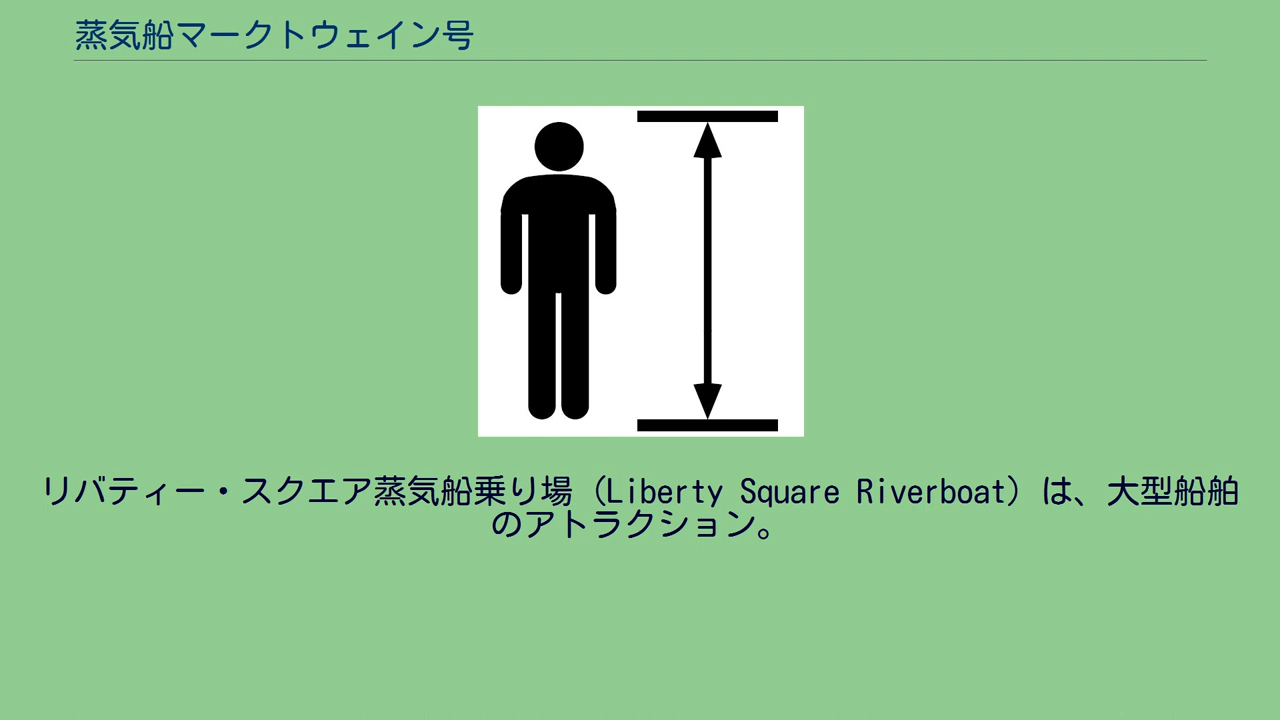 蒸気船マークトウェイン号
リバティー・スクエア蒸気船乗り場（Liberty Square Riverboat）は、大型船舶
のアトラクション。